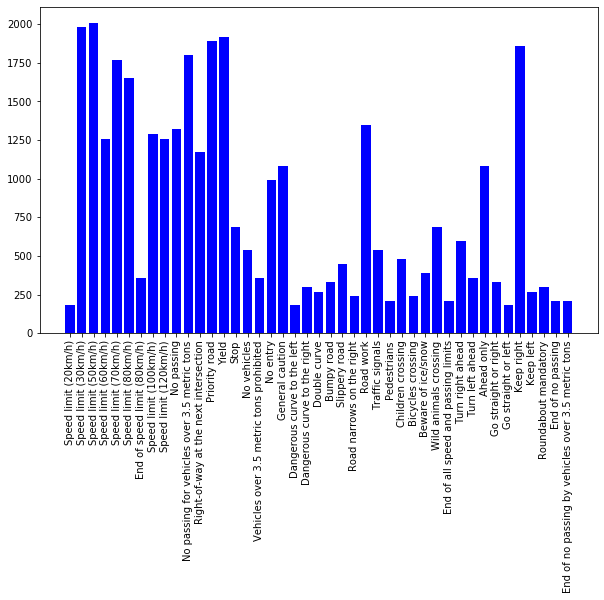 2000
1750
1500
1250
1000
750
500
250
0
Speed limit (20km/h)
Speed limit (30km/h)
Speed limit (50km/h)
Speed limit (60km/h)
Speed limit (70km/h)
Speed limit (80km/h)
End of speed limit (80km/h)
Speed limit (100km/h)
Speed limit (120km/h)
No passing
No passing for vehicles over 3.5 metric tons
Right-of-way at the next intersection
Priority road
Yield
Stop
No vehicles
Vehicles over 3.5 metric tons prohibited
No entry
General caution
Dangerous curve to the left
Dangerous curve to the right
Double curve
Bumpy road
Slippery road
Road narrows on the right
Road work
Traffic signals
Pedestrians
Children crossing
Bicycles crossing
Beware of ice/snow
Wild animals crossing
End of all speed and passing limits
Turn right ahead
Turn left ahead
Ahead only
Go straight or right
Go straight or left
Keep right
Keep left
Roundabout mandatory
End of no passing
End of no passing by vehicles over 3.5 metric tons